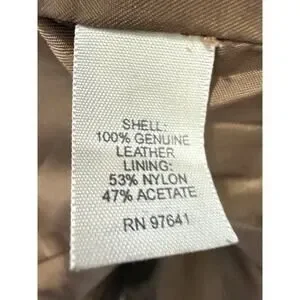 SHELL:
100% GENUINE
LEATHER
LINING:
53% NYLON
47% ACETATE
RN 97641